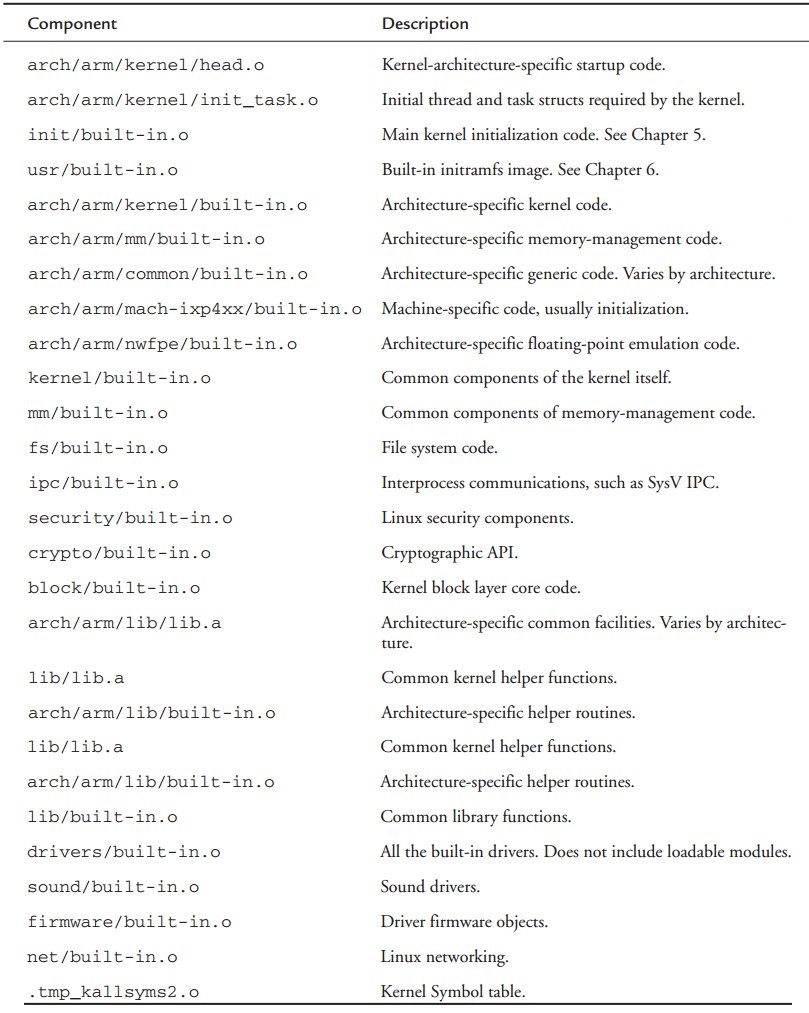 Component Description
arch/arm/kernel/head.o Kernel-architecture-specific startup code.
arch/arm/kernel/init_task.o Initial thread and task structs required by the kernel.
init/built-in.o Main kernel initialization code. See Chapter 5.
usr/built-in.o Built-in initramfs image. See Chapter 6.
arch/arm/kernel/built-in.o Architecture-specific kernel code.
arch/arm/mm/built-in.o Architecture-specific memory-management code.
arch/arm/common/built-in.o Architecture-specific generic code. Varies by architecture.
arch/arm/mach-ixp4xx/built-in.o Machine-specific code, usually initialization.
arch/arm/nwfpe/built-in.o Architecture-specific floating-point emulation code.
kernel/built-in.o Common components of the kernel itself.
mm/built-in.o Common components of memory-management code.
fs/built-in.o File system code.
ipc/built-in.o Interprocess communications, such as SysV IPC.
security/built-in.o Linux security components.
crypto/built-in.o Cryptographic API.
block/built-in.o Kernel block layer core code.
arch/arm/lib/lib.a Architecture-specific common facilities. Varies by architec-
ture.
lib/lib.a Common kernel helper functions.
arch/arm/lib/built-in.o Architecture-specific helper routines.
lib/lib.a Common kernel helper functions.
arch/arm/lib/built-in.o Architecture-specific helper routines.
lib/built-in.o Common library functions.
drivers/built-in.o All the built-in drivers. Does not include loadable modules.
sound/built-in.o Sound drivers.
firmware/built-in.o Driver firmware objects.
net/built-in.o Linux networking.
.tmp_kallsyms2.o Kernel Symbol table.